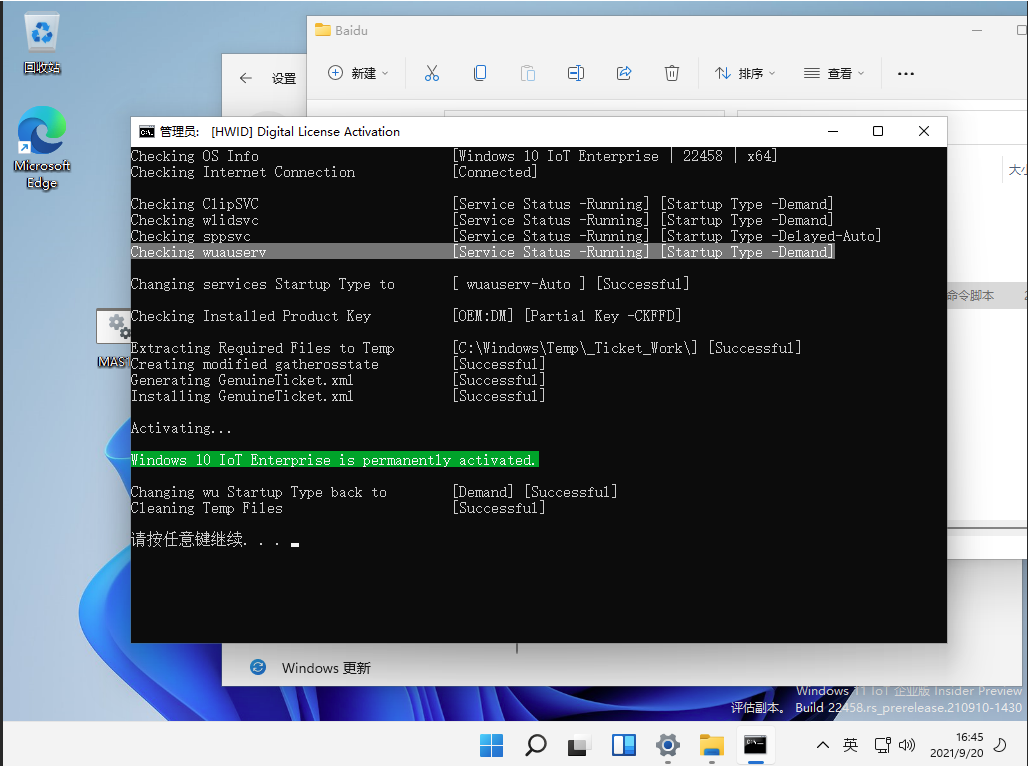 回收站
Microsoft
Edge
MAS
Baidu
新建
排序
查看
设置
大小
命令脚本
管理员: [HWID] Digital License Activation
Checking OS Info [Windows 10 IoT Enterprise | 22458 | x64]
Checking Internet Connection [Connected]
Checking ClipSVC [Service Status -Running] [Startup Type -Demand]
Checking wlidsvc [Service Status -Running] [Startup Type -Demand]
Checking sppsvc [Service Status -Running] [Startup Type -Delayed-Auto]
Checking wuauserv [Service Status -Running] [Startup Type -Demand]
Changing services Startup Type to [ wuauserv-Auto ] [Successful]
Checking Installed Product Key [OEM:DM] [Partial Key -CKFFD]
Extracting Required Files to Temp [C:\Windows\Temp\_Ticket_Work\] [Successful]
Creating modified gatherosstate [Successful]
Generating GenuineTicket.xml [Successful]
Installing GenuineTicket.xml [Successful]
Activating...
Windows 10 IoT Enterprise is permanently activated.
Changing wu Startup Type back to [Demand] [Successful]
Cleaning Temp Files [Successful]
请按任意键继续. . .
Windows 更新
Windows 11 IoT 企业版 Insider Preview
评估副本。 Build 22458.rs_prerelease.210910-1430
英
16:45
2021/9/20